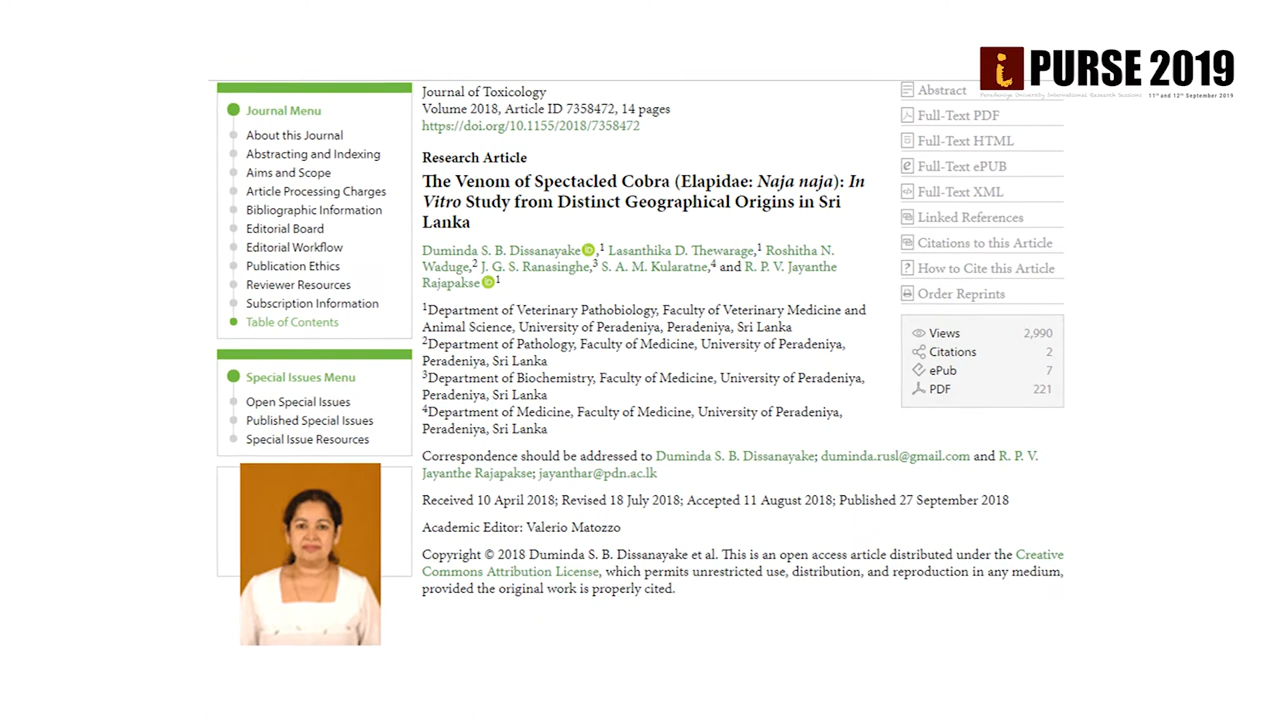 i PURSE 2019
Peradeniya University International Research Sessions 11th and 12th September 2019
Journal Menu
About this Journal
Abstracting and Indexing
Aims and Scope
Article Processing Charges
Bibliographic Information
Editorial Board
Editorial Workflow
Publication Ethics
Reviewer Resources
Subscription Information
Table of Contents
Special Issues Menu
Open Special Issues
Published Special Issues
Special Issue Resources
Journal of Toxicology
Volume 2018, Article ID 7358472, 14 pages
https://doi.org/10.1155/2018/7358472
Research Article
The Venom of Spectacled Cobra (Elapidae: Naja naja): In
Vitro Study from Distinct Geographical Origins in Sri
Lanka
Duminda S. B. Dissanayake iD,1 Lasanthika D. Thewarage,1 Roshitha N.
Waduge,2 J. G. S. Ranasinghe,3 S. A. M. Kularatne,4 and R. P. V. Jayanthe
Rajapakse iD1
1Department of Veterinary Pathobiology, Faculty of Veterinary Medicine and
Animal Science, University of Peradeniya, Peradeniya, Sri Lanka
2Department of Pathology, Faculty of Medicine, University of Peradeniya,
Peradeniya, Sri Lanka
3Department of Biochemistry, Faculty of Medicine, University of Peradeniya,
Peradeniya, Sri Lanka
4Department of Medicine, Faculty of Medicine, University of Peradeniya,
Peradeniya, Sri Lanka
Correspondence should be addressed to Duminda S. B. Dissanayake; duminda.rusl@gmail.com and R. P. V.
Jayanthe Rajapakse; jayanthar@pdn.ac.lk
Received 10 April 2018; Revised 18 July 2018; Accepted 11 August 2018; Published 27 September 2018
Academic Editor: Valerio Matozzo
Copyright © 2018 Duminda S. B. Dissanayake et al. This is an open access article distributed under the Creative
Commons Attribution License, which permits unrestricted use, distribution, and reproduction in any medium,
provided the original work is properly cited.
Abstract
Full-Text PDF
Full-Text HTML
Full-Text ePUB
Full-Text XML
Linked References
Citations to this Article
How to Cite this Article
Order Reprints
Views 2,990
Citations 2
ePub 7
PDF 221